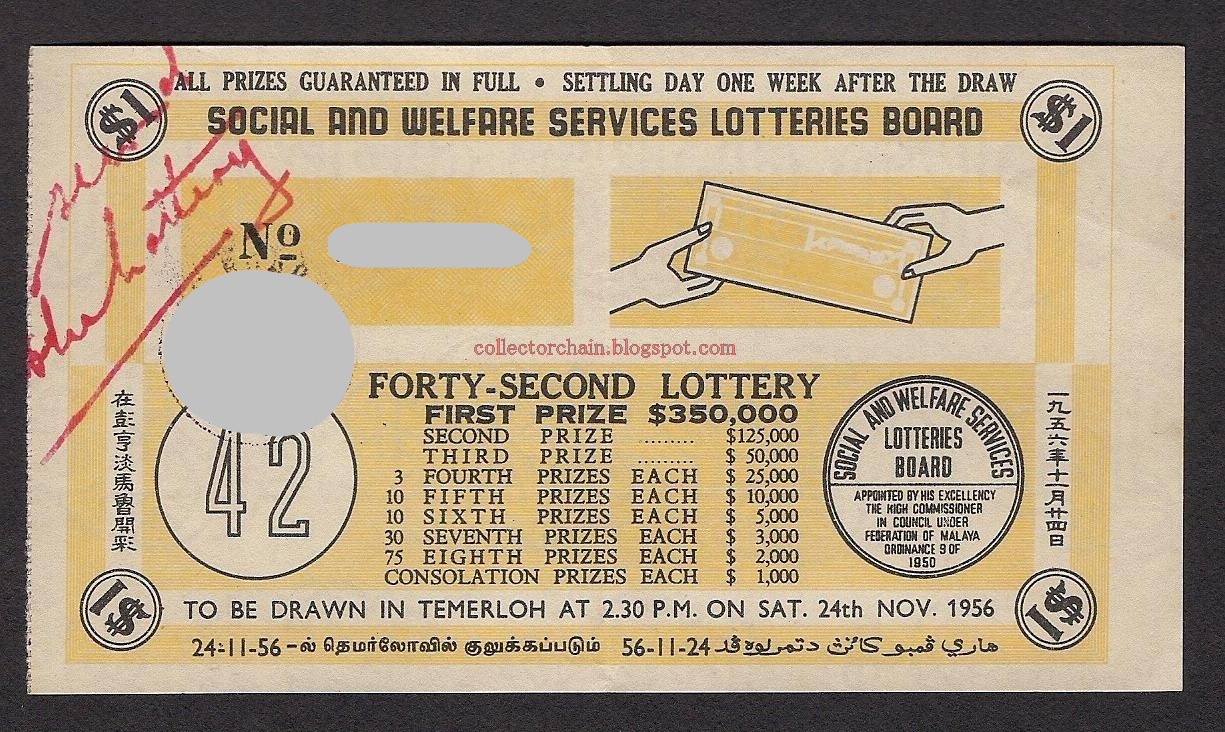 ALL PRIZES GUARANTEED IN FULL • SETTLING DAY ONE WEEK AFTER THE DRAW
SOCIAL AND WELFARE SERVICES LOTTERIES BOARD
$1
$1
lottery
No
collectorchain.blogspot.com
FORTY-SECOND LOTTERY
FIRST PRIZE $350,000
SECOND PRIZE ......... $125,000
THIRD PRIZE ......... $ 50,000
3 FOURTH PRIZES EACH $ 25,000
10 FIFTH PRIZES EACH $ 10,000
10 SIXTH PRIZES EACH $ 5,000
30 SEVENTH PRIZES EACH $ 3,000
75 EIGHTH PRIZES EACH $ 2,000
CONSOLATION PRIZES EACH $ 1,000
在彭亨淡馬魯開彩
42
SOCIAL AND WELFARE SERVICES
LOTTERIES
BOARD
APPOINTED BY HIS EXCELLENCY
THE HIGH COMMISSIONER
IN COUNCIL UNDER
FEDERATION OF MALAYA
ORDINANCE 9 OF
1950
一九五六年十一月廿四日
$1
$1
TO BE DRAWN IN TEMERLOH AT 2.30 P.M. ON SAT. 24th NOV. 1956
24-11-56-ல் தெமர்லோவில் குலுக்கப்படும்
هاري ڤمبوکائن دتمرلوه ڤد 24-11-56